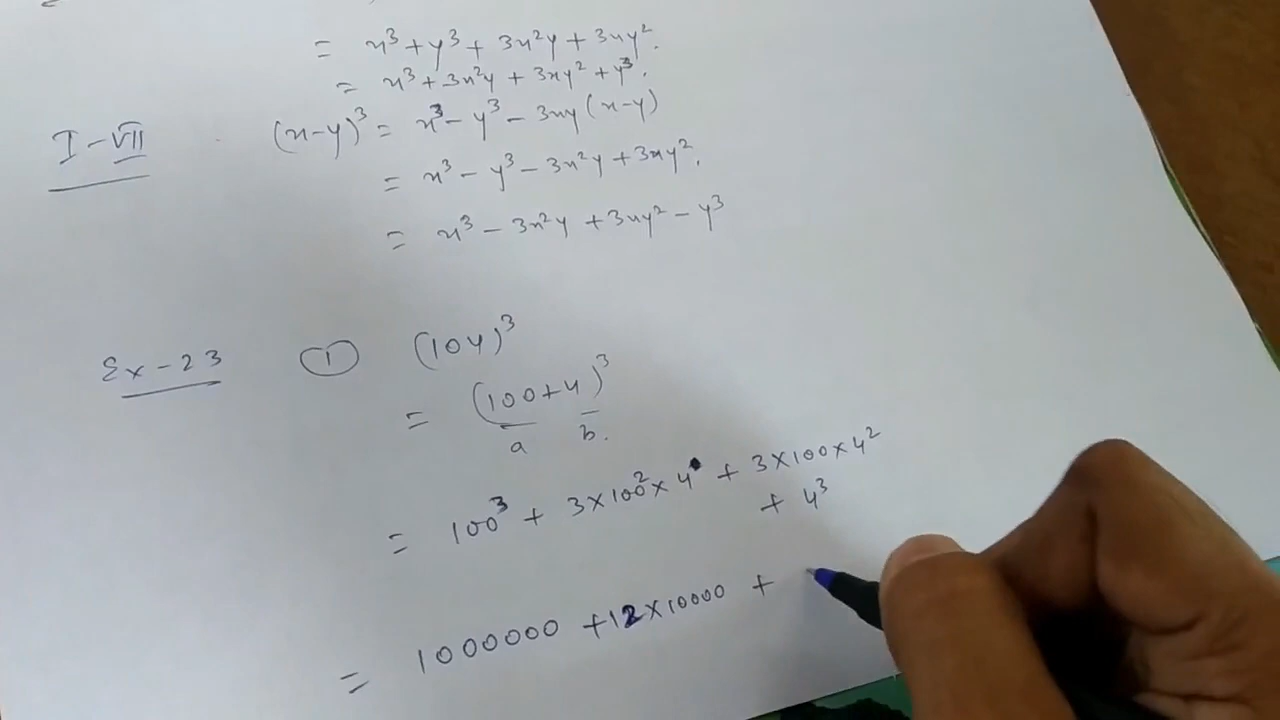 = x³ + y³ + 3x²y + 3xy².
= x³ + 3x²y + 3xy² + y³.
I-VII (x-y)³ = x³ - y³ - 3xy(x-y)
= x³ - y³ - 3x²y + 3xy².
= x³ - 3x²y + 3xy² - y³
Ex-23 ① (104)³
= (100+4)³
a b.
= 100³ + 3×100²×4 + 3×100×4²
+ 4³
= 1000000 +12×10000 +